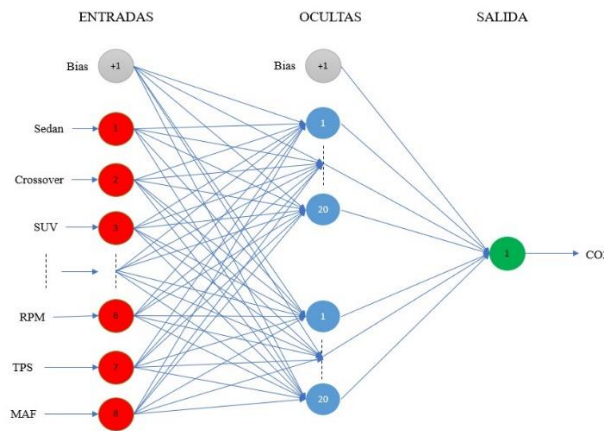 ENTRADAS OCULTAS SALIDA
Bias +1 Bias +1
Sedan 1 1
Crossover 2
SUV 3 20
1
RPM 6 1
TPS 7
MAF 8 20